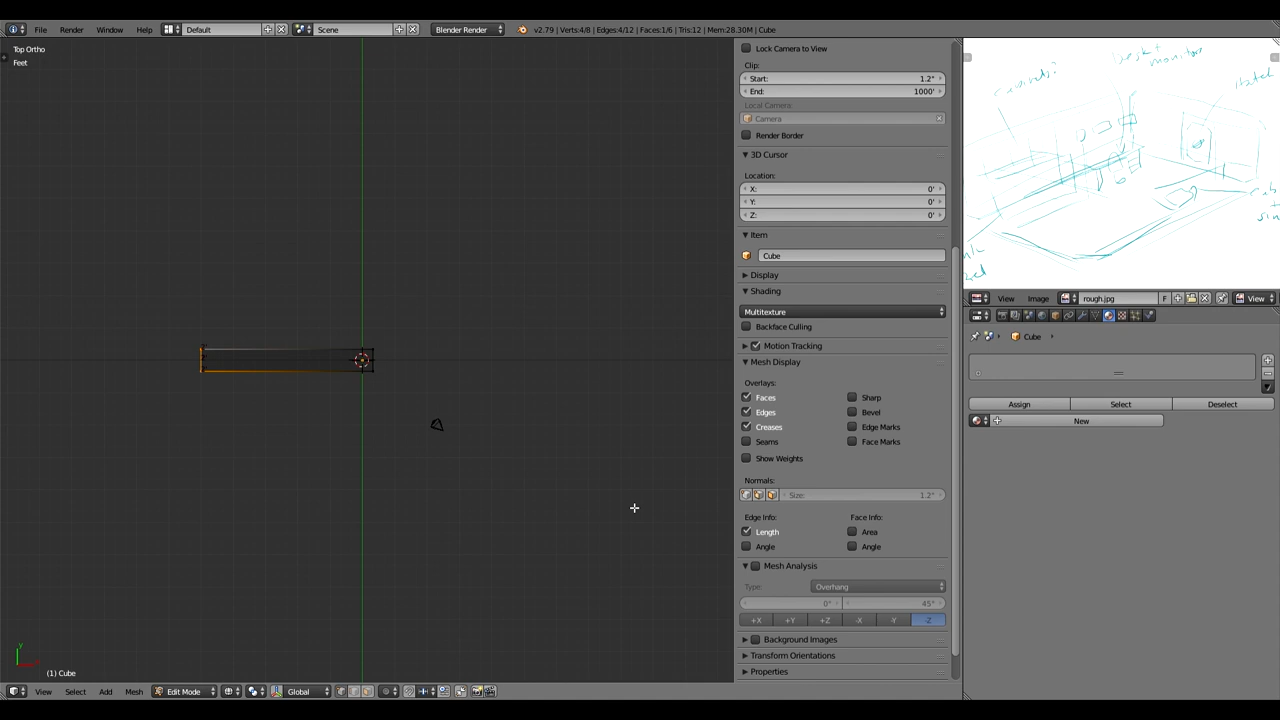 File Render Window Help Default Scene Blender Render v2.79 | Verts:4/8 | Edges:4/12 | Faces:1/6 | Tris:12 | Mem:28.30M | Cube
Top Ortho
Feet
(1) Cube
View Select Add Mesh Edit Mode Global
Lock Camera to View
Clip:
Start: 1.2"
End: 1000'
Local Camera:
Camera
Render Border
3D Cursor
Location:
X: 0'
Y: 0'
Z: 0'
Item
Cube
Display
Shading
Multitexture
Backface Culling
Motion Tracking
Mesh Display
Overlays:
Faces Sharp
Edges Bevel
Creases Edge Marks
Seams Face Marks
Show Weights
Normals:
Size: 1.2"
Edge Info: Face Info:
Length Area
Angle Angle
Mesh Analysis
Type: Overhang
0° 45°
+X +Y +Z -X -Y -Z
Background Images
Transform Orientations
Properties
Desk +
monitor
View Image rough.jpg F View
Cube
Assign Select Deselect
New